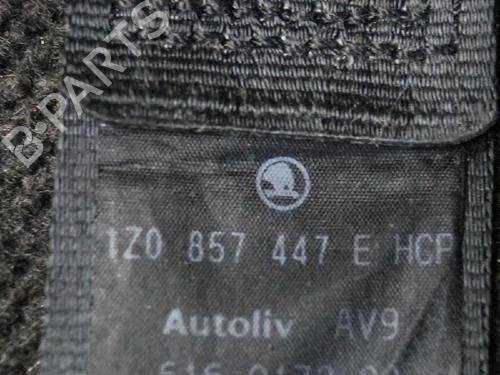 B-PARTS
1Z0 857 447 E HCP
Autoliv AV9